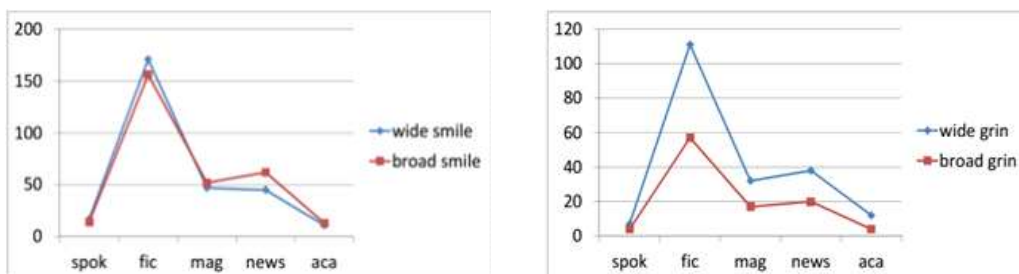 200
150
100
50
0
spok fic mag news aca
wide smile
broad smile
120
100
80
60
40
20
0
spok fic mag news aca
wide grin
broad grin